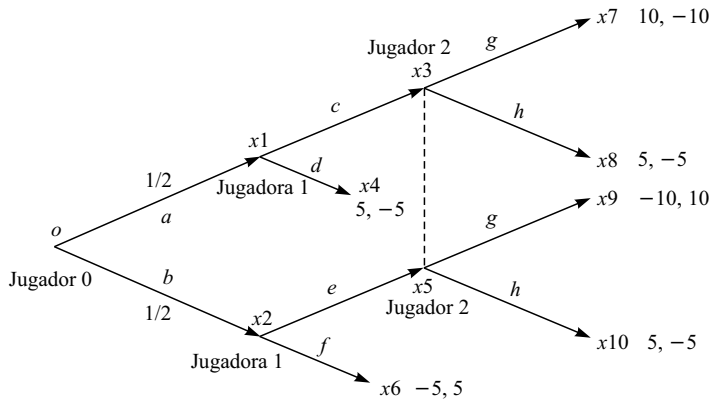 g
x7 10, −10
Jugador 2
x3
h
c
x8 5, −5
x1
d
1/2
Jugadora 1
x4
5, −5
a
x9 −10, 10
g
o
Jugador 0
b
e
x5
h
Jugador 2
1/2
x2
x10 5, −5
Jugadora 1
f
x6 −5, 5